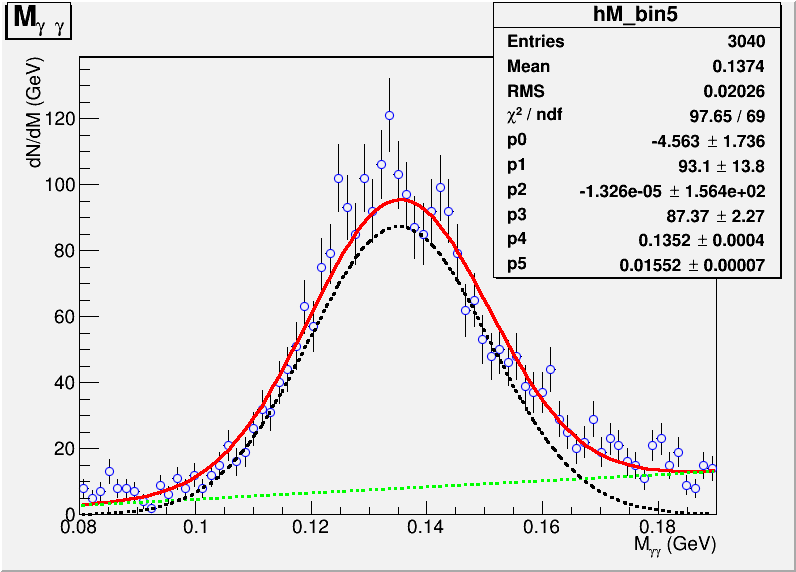 M γ γ
hM_bin5
Entries 3040
Mean 0.1374
RMS 0.02026
χ² / ndf 97.65 / 69
p0 -4.563 ± 1.736
p1 93.1 ± 13.8
p2 -1.326e-05 ± 1.564e+02
p3 87.37 ± 2.27
p4 0.1352 ± 0.0004
p5 0.01552 ± 0.00007
dN/dM (GeV)
120
100
80
60
40
20
0
0.08 0.1 0.12 0.14 0.16 0.18
M γγ (GeV)